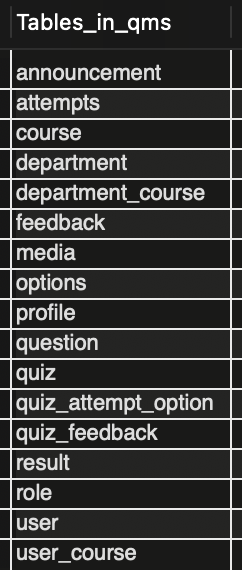 Tables_in_qms
announcement
attempts
course
department
department_course
feedback
media
options
profile
question
quiz
quiz_attempt_option
quiz_feedback
result
role
user
user_course